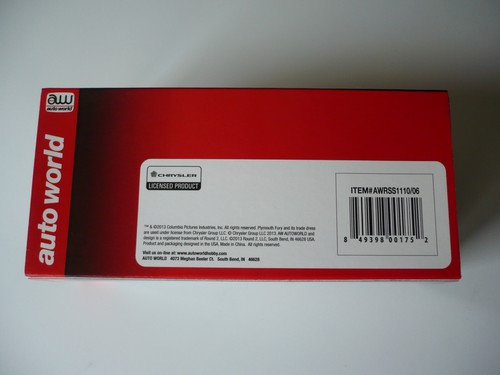 aw
auto world
auto world
CHRYSLER
LICENSED PRODUCT
™ & ©2013 Columbia Pictures Industries, Inc. All rights reserved. Plymouth Fury and its trade dress
are used under license from Chrysler Group LLC. © Chrysler Group LLC 2013. AW AUTOWORLD and
design is a registered trademark of Round 2, LLC. ©2013 Round 2, LLC, South Bend, IN 46628 USA.
Product and packaging designed in the USA. Made in China. All rights reserved.
Visit us on-line at: www.autoworldhobby.com
AUTO WORLD 4073 Meghan Beeler Ct. South Bend, IN 46628
ITEM#AWRSS1110/06
8 49398 00175 2